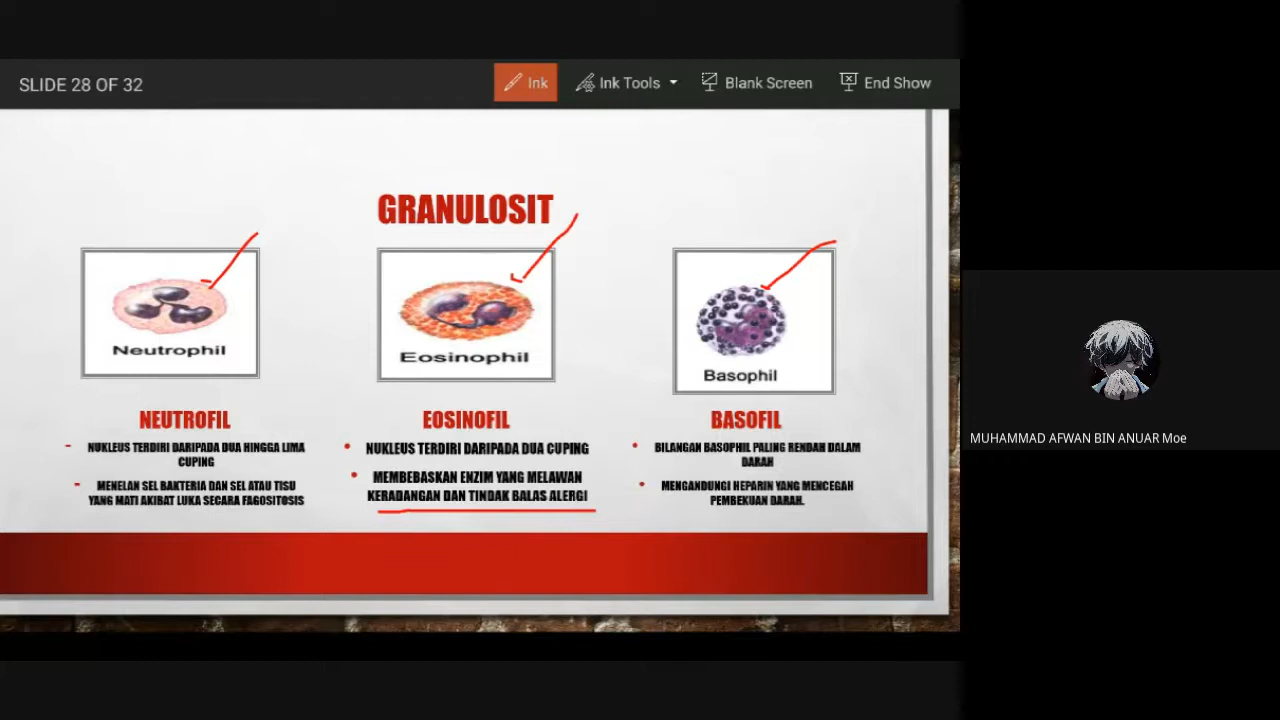 SLIDE 28 OF 32
Ink
Ink Tools
Blank Screen
End Show
GRANULOSIT
Neutrophil
Eosinophil
Basophil
NEUTROFIL
- NUKLEUS TERDIRI DARIPADA DUA HINGGA LIMA
CUPING
- MENELAN SEL BAKTERIA DAN SEL ATAU TISU
YANG MATI AKIBAT LUKA SECARA FAGOSITOSIS
EOSINOFIL
• NUKLEUS TERDIRI DARIPADA DUA CUPING
• MEMBEBASKAN ENZIM YANG MELAWAN
KERADANGAN DAN TINDAK BALAS ALERGI
BASOFIL
• BILANGAN BASOPHIL PALING RENDAH DALAM
DARAH
• MENGANDUNGI HEPARIN YANG MENCEGAH
PEMBEKUAN DARAH.
MUHAMMAD AFWAN BIN ANUAR Moe